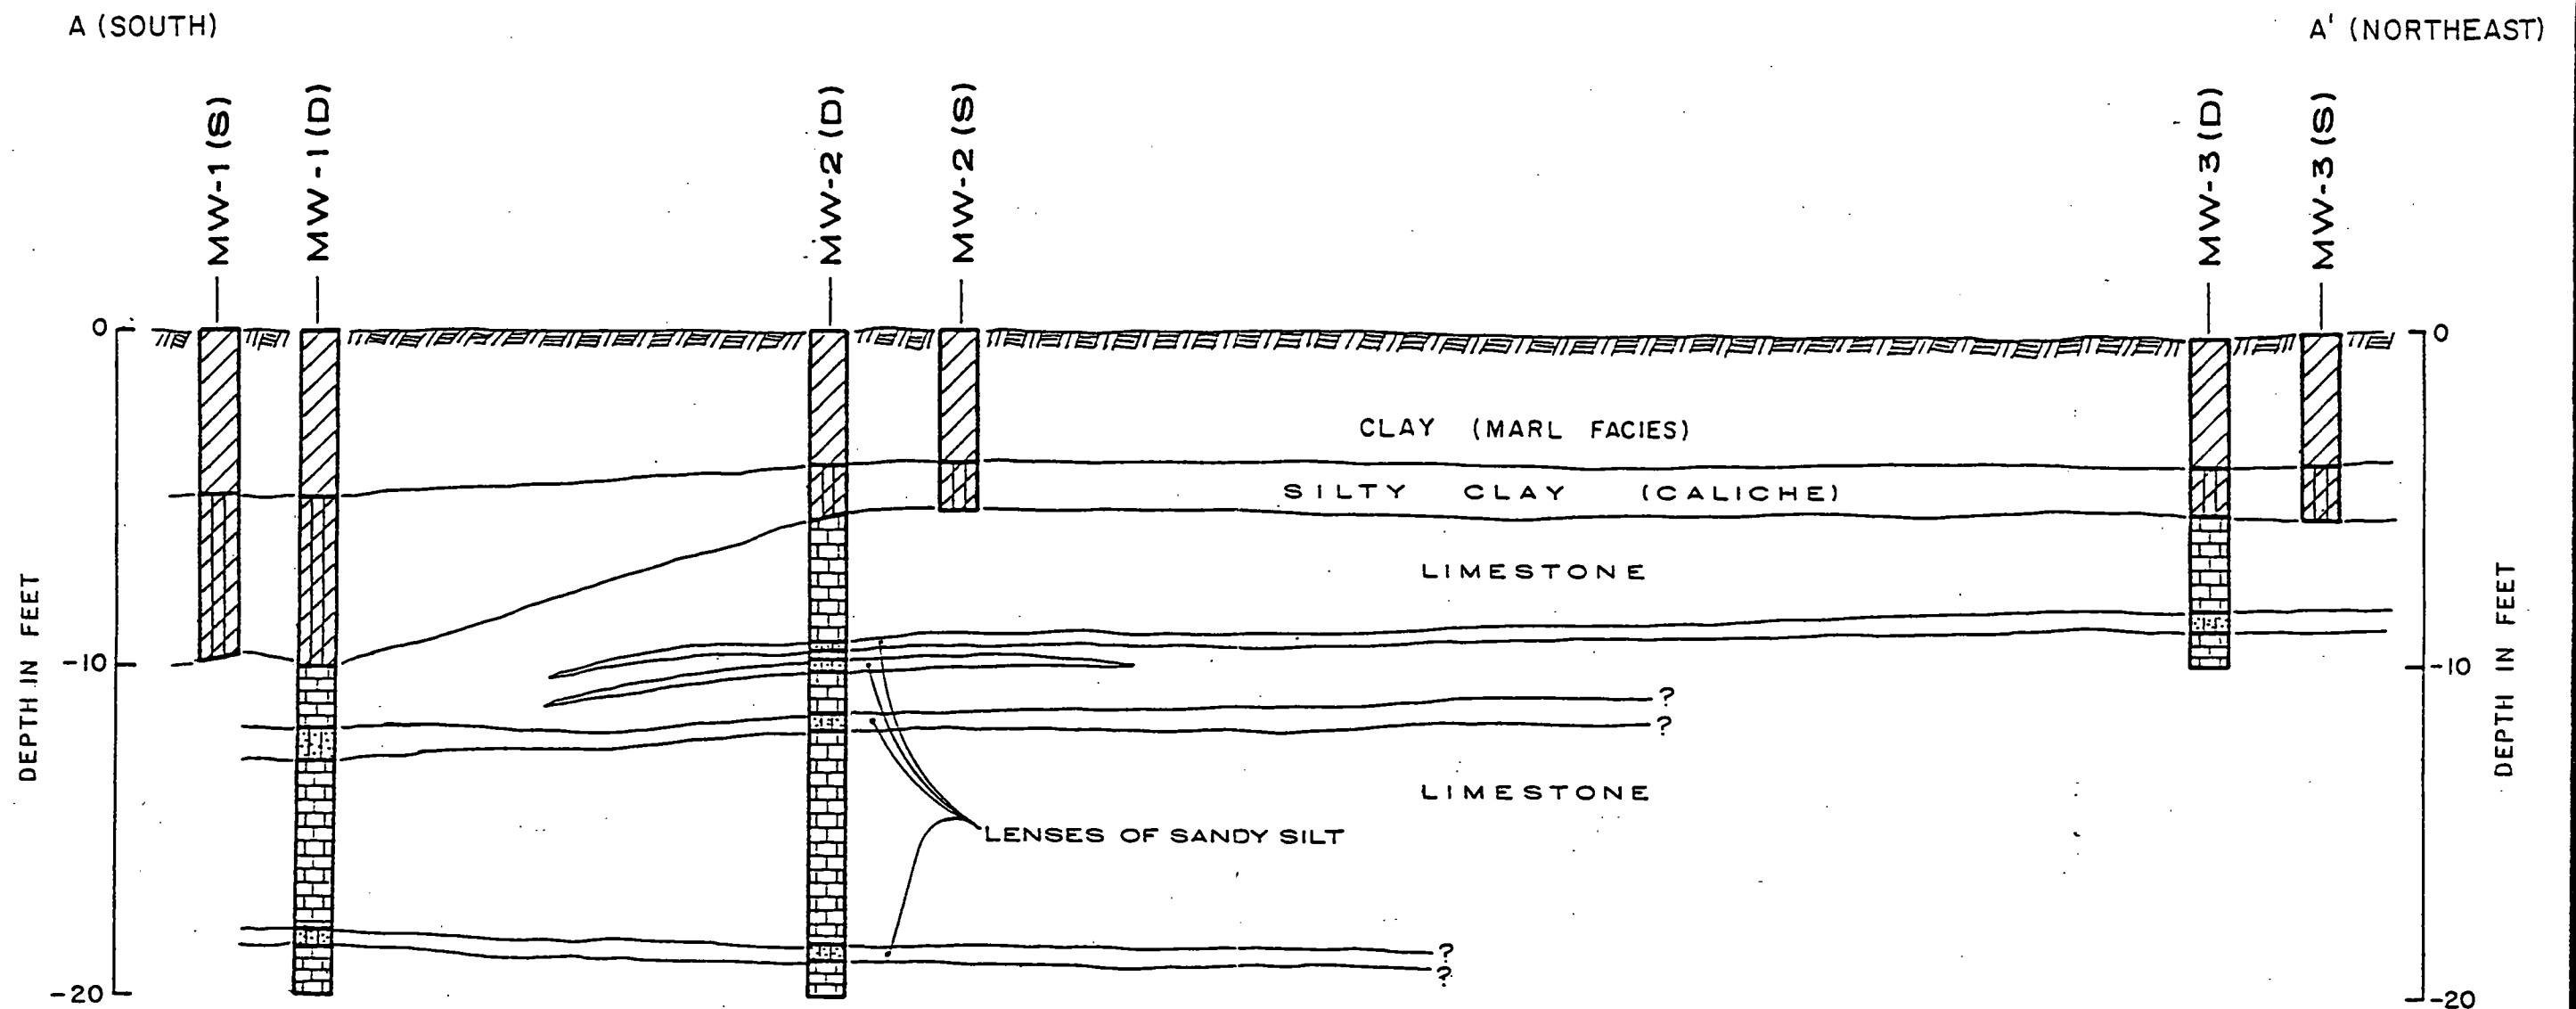 A (SOUTH)
A' (NORTHEAST)
MW-1 (S)
MW-1 (D)
MW-2 (D)
MW-2 (S)
MW-3 (D)
MW-3 (S)
0
0
CLAY (MARL FACIES)
SILTY CLAY (CALICHE)
LIMESTONE
DEPTH IN FEET
DEPTH IN FEET
-10
-10
?
?
LIMESTONE
LENSES OF SANDY SILT
?
?
-20
-20